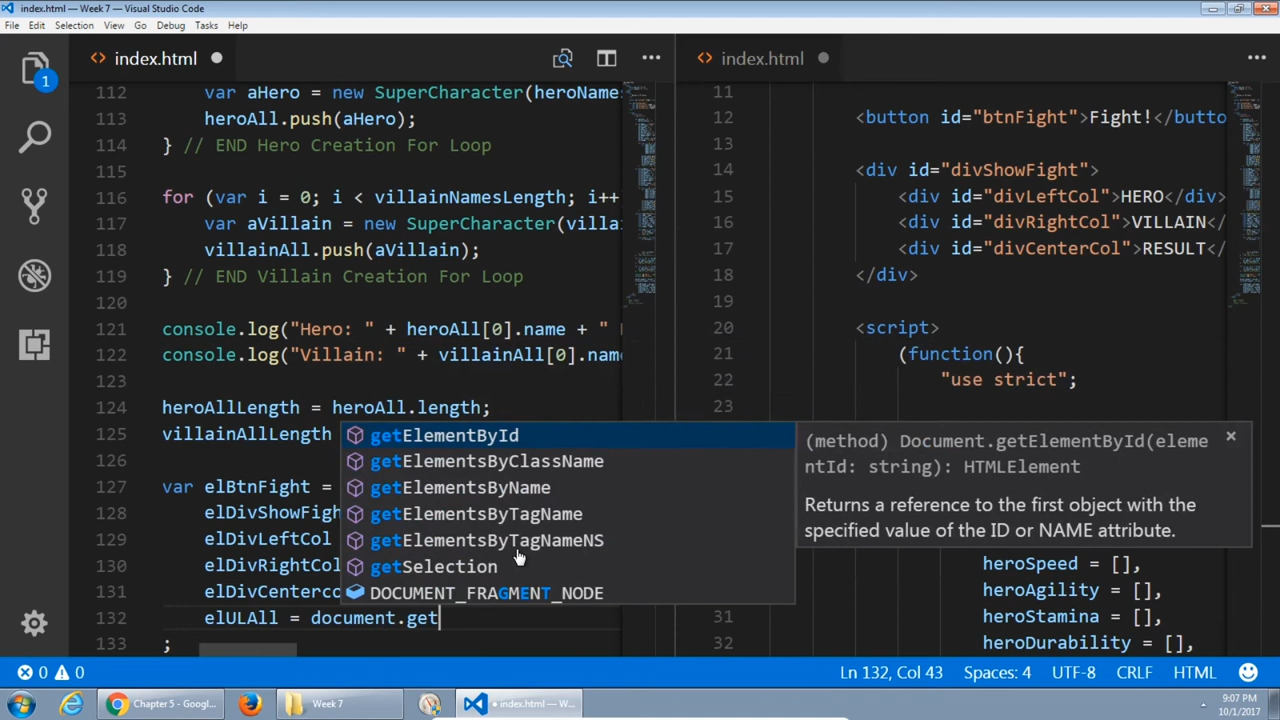 index.html — Week 7 — Visual Studio Code
File Edit Selection View Go Debug Tasks Help
1
index.html
112 var aHero = new SuperCharacter(heroNames
113 heroAll.push(aHero);
114 } // END Hero Creation For Loop
115
116 for (var i = 0; i < villainNamesLength; i++
117 var aVillain = new SuperCharacter(villa
118 villainAll.push(aVillain);
119 } // END Villain Creation For Loop
120
121 console.log("Hero: " + heroAll[0].name + "
122 console.log("Villain: " + villainAll[0].name
123
124 heroAllLength = heroAll.length;
125 villainAllLength
126
127 var elBtnFight =
128 elDivShowFigh
129 elDivLeftCol
130 elDivRightCol
131 elDivCenterco
132 elULAll = document.get
133 ;
getElementById
getElementsByClassName
getElementsByName
getElementsByTagName
getElementsByTagNameNS
getSelection
DOCUMENT_FRAGMENT_NODE
(method) Document.getElementById(eleme
ntId: string): HTMLElement
Returns a reference to the first object with the
specified value of the ID or NAME attribute.
index.html
11
12 <button id="btnFight">Fight!</butto
13
14 <div id="divShowFight">
15 <div id="divLeftCol">HERO</div>
16 <div id="divRightCol">VILLAIN</
17 <div id="divCenterCol">RESULT</
18 </div>
19
20 <script>
21 (function(){
22 "use strict";
23
heroSpeed = [],
heroAgility = [],
31 heroStamina = [],
32 heroDurability = [],
0 0
Ln 132, Col 43 Spaces: 4 UTF-8 CRLF HTML
Chapter 5 - Googl...
Week 7
• index.html — W...
9:07 PM
10/1/2017